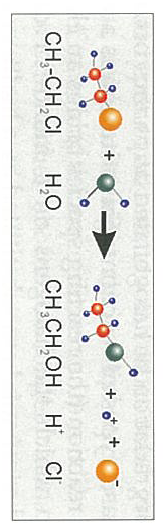 + + + -
CH₃-CH₂Cl H₂O CH₃CH₂OH H⁺ Cl⁻